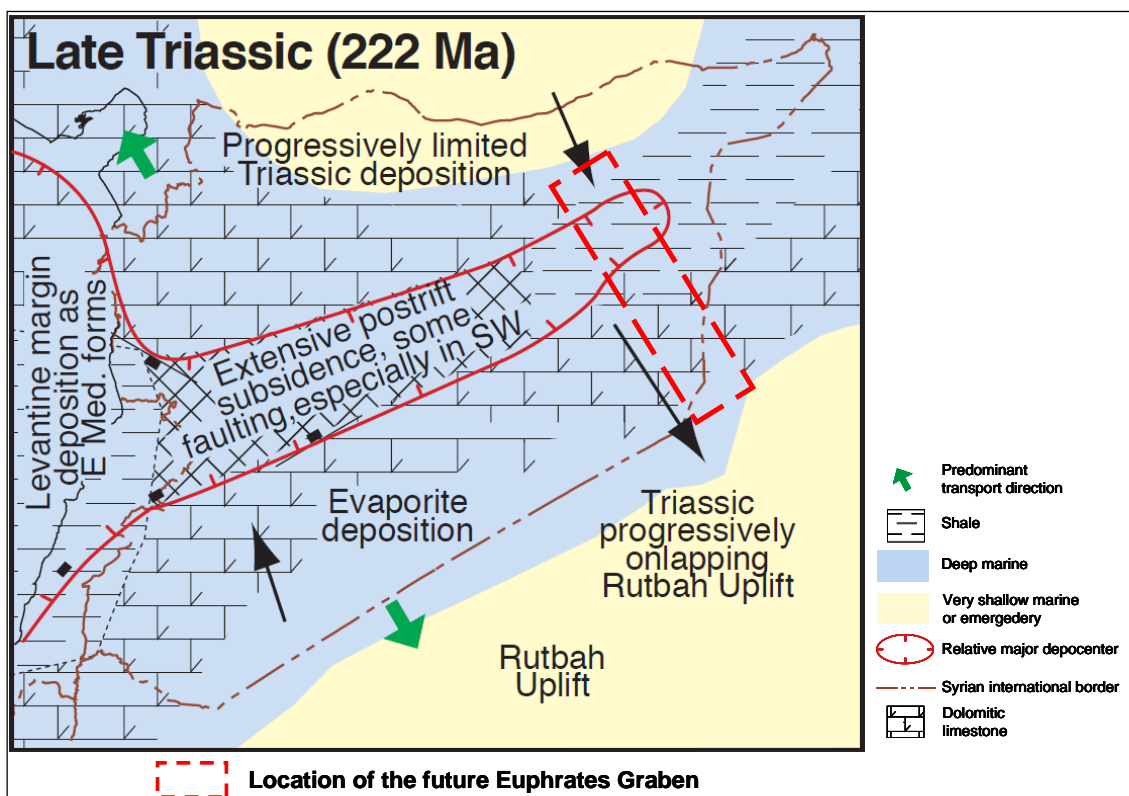 Late Triassic (222 Ma)
Progressively limited
Triassic deposition
Levantine margin
deposition as
E Med. forms
Extensive postrift
subsidence, some
faulting,especially in SW
Evaporite
deposition
Triassic
progressively
onlapping
Rutbah Uplift
Rutbah
Uplift
Predominant
transport direction
Shale
Deep marine
Very shallow marine
or emergedery
Relative major depocenter
Syrian international border
Dolomitic
limestone
Location of the future Euphrates Graben